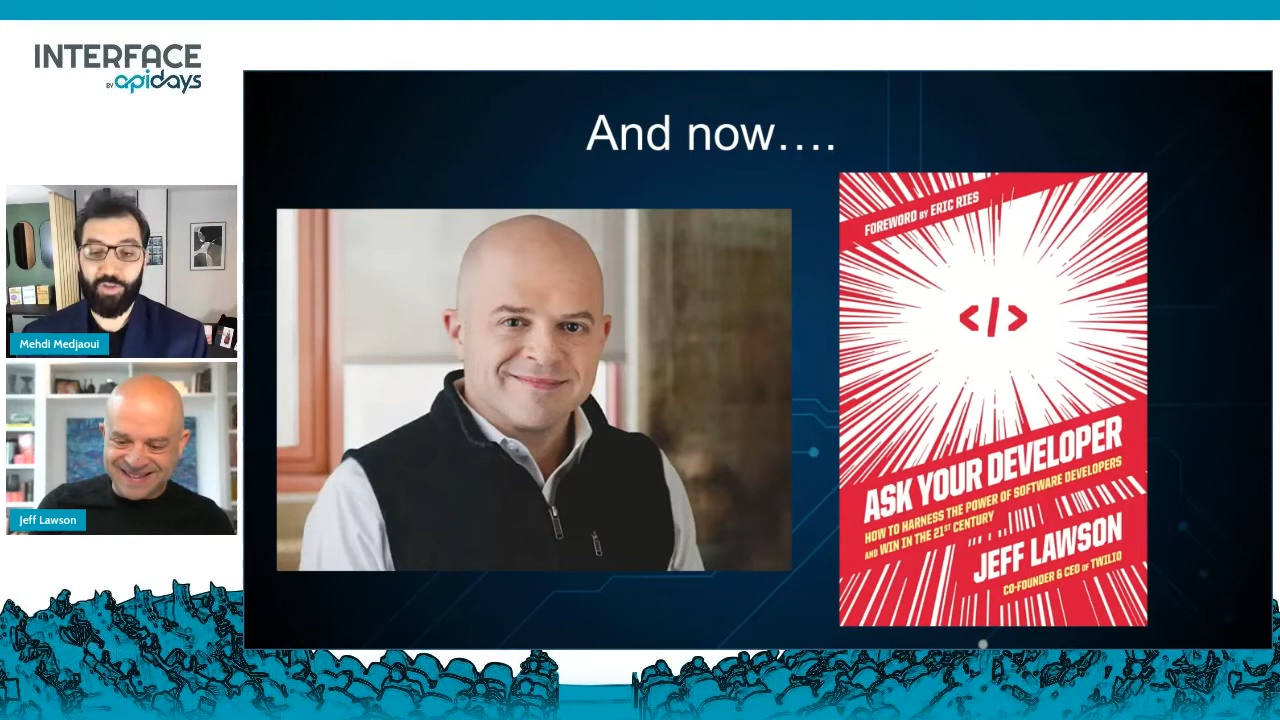 INTERFACE
BY apidays
Mehdi Medjaoui
Jeff Lawson
And now….
FOREWORD BY ERIC RIES
</>
ASK YOUR DEVELOPER
HOW TO HARNESS THE POWER OF SOFTWARE DEVELOPERS
AND WIN IN THE 21ST CENTURY
JEFF LAWSON
CO-FOUNDER & CEO OF TWILIO